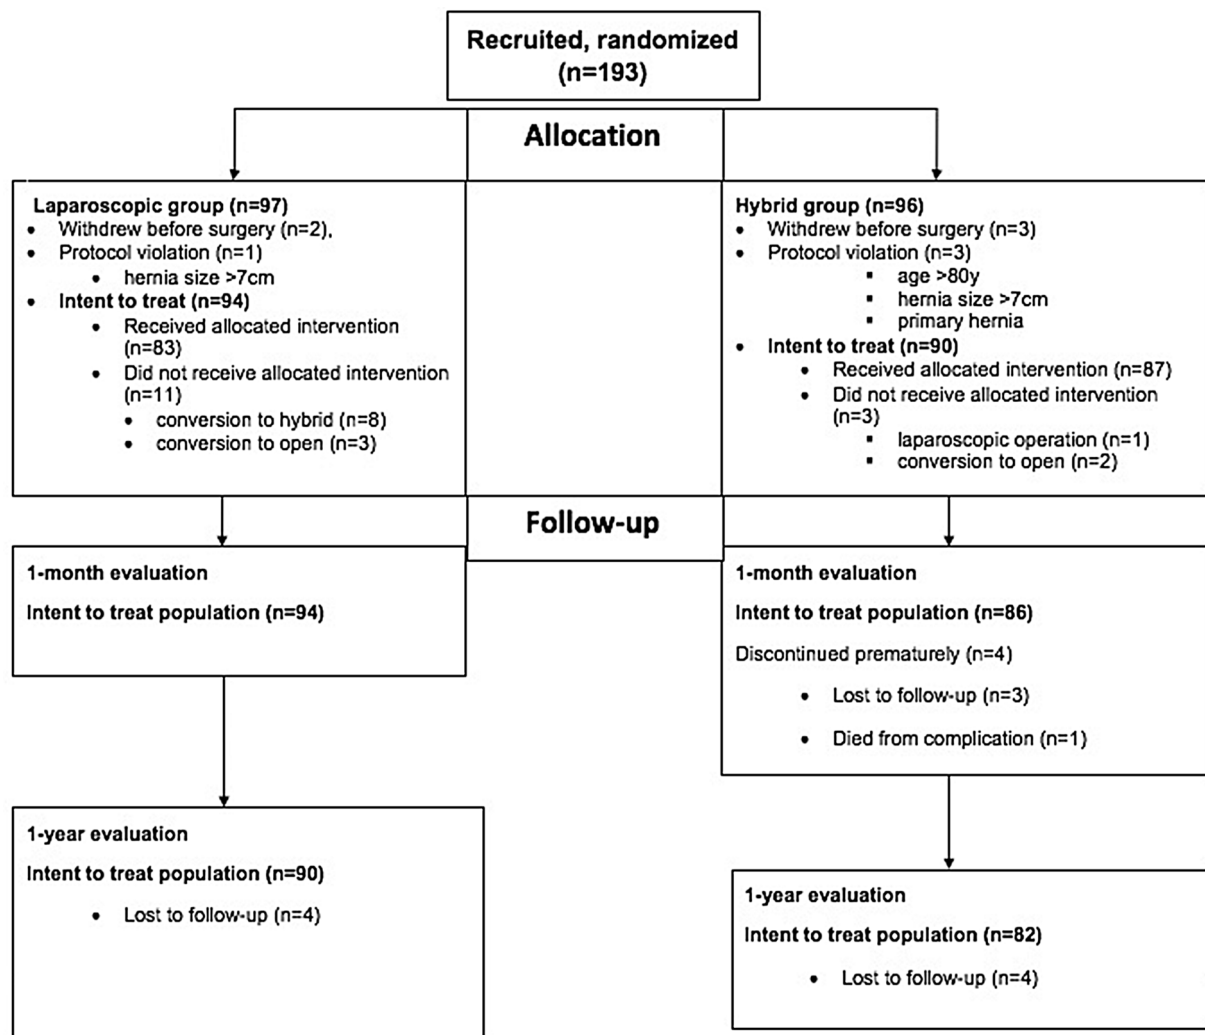 Recruited, randomized
(n=193)
Allocation
Laparoscopic group (n=97)
• Withdrew before surgery (n=2),
• Protocol violation (n=1)
• hernia size >7cm
• Intent to treat (n=94)
• Received allocated intervention
(n=83)
• Did not receive allocated intervention
(n=11)
• conversion to hybrid (n=8)
• conversion to open (n=3)
Hybrid group (n=96)
• Withdrew before surgery (n=3)
• Protocol violation (n=3)
▪ age >80y
▪ hernia size >7cm
▪ primary hernia
• Intent to treat (n=90)
• Received allocated intervention (n=87)
• Did not receive allocated intervention
(n=3)
▪ laparoscopic operation (n=1)
▪ conversion to open (n=2)
Follow-up
1-month evaluation
Intent to treat population (n=94)
1-month evaluation
Intent to treat population (n=86)
Discontinued prematurely (n=4)
• Lost to follow-up (n=3)
• Died from complication (n=1)
1-year evaluation
Intent to treat population (n=90)
• Lost to follow-up (n=4)
1-year evaluation
Intent to treat population (n=82)
• Lost to follow-up (n=4)